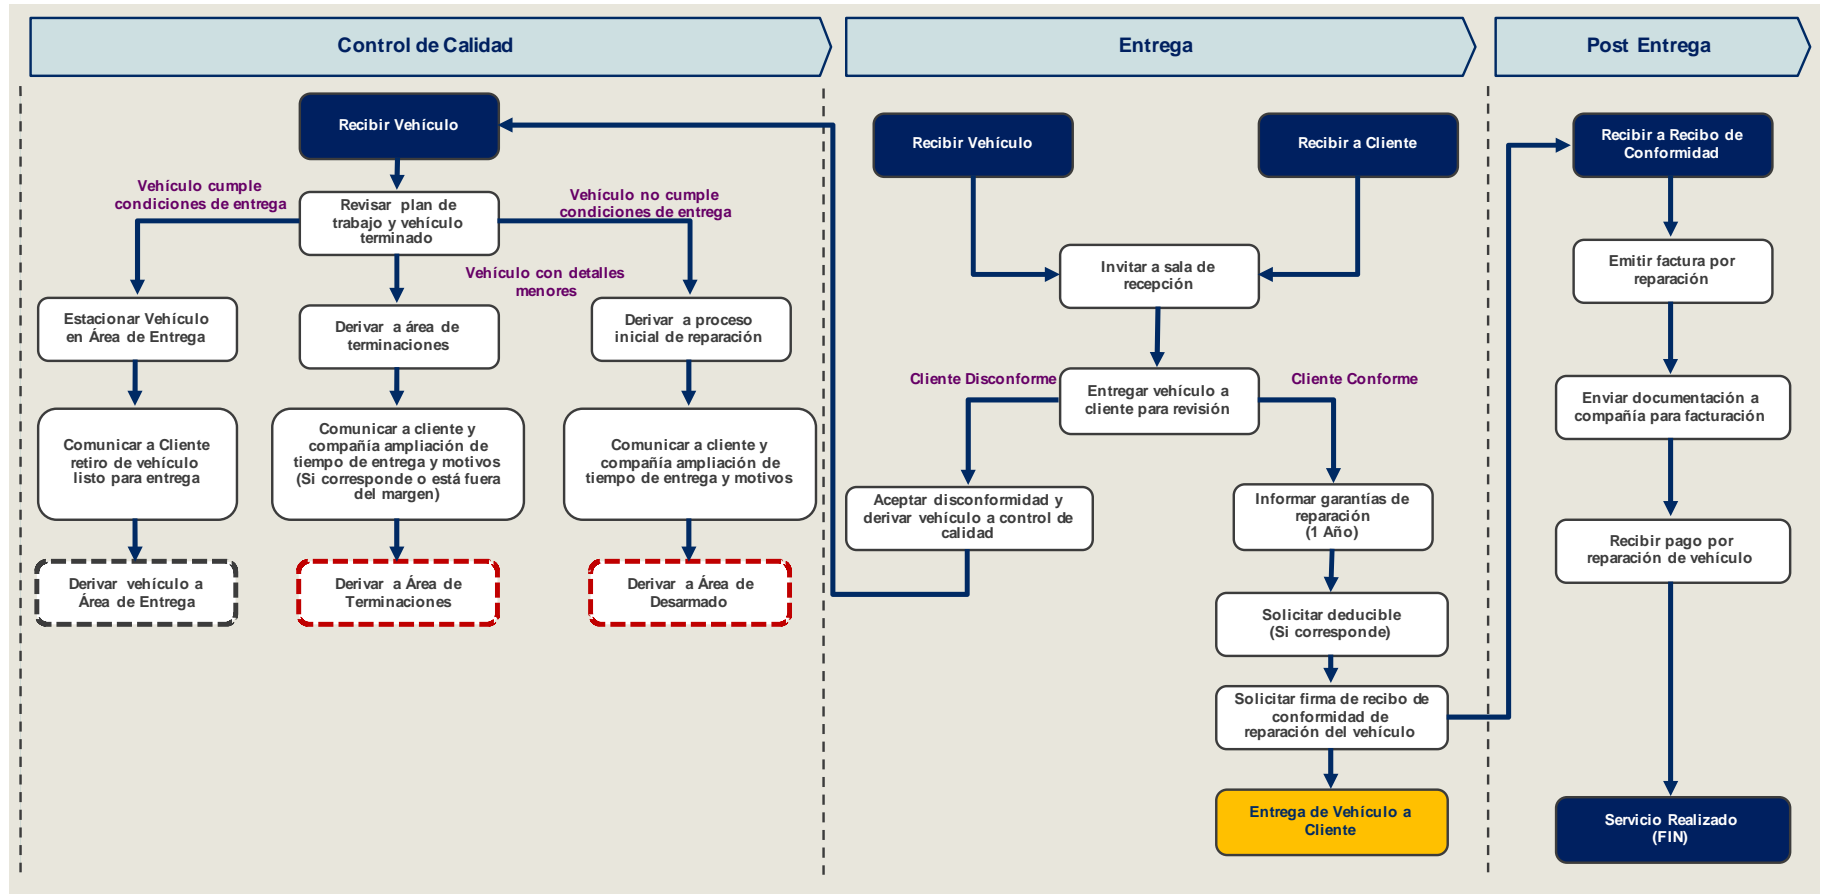 Control de Calidad
Entrega
Post Entrega
Recibir Vehículo
Vehículo cumple
condiciones de entrega
Vehículo no cumple
condiciones de entrega
Revisar plan de
trabajo y vehículo
terminado
Vehículo con detalles
menores
Estacionar Vehículo
en Área de Entrega
Derivar a área de
terminaciones
Derivar a proceso
inicial de reparación
Comunicar a Cliente
retiro de vehículo
listo para entrega
Comunicar a cliente y
compañía ampliación de
tiempo de entrega y motivos
(Si corresponde o está fuera
del margen)
Comunicar a cliente y
compañía ampliación de
tiempo de entrega y motivos
Derivar vehículo a
Área de Entrega
Derivar a Área de
Terminaciones
Derivar a Área de
Desarmado
Recibir Vehículo
Recibir a Cliente
Invitar a sala de
recepción
Cliente Disconforme
Cliente Conforme
Entregar vehículo a
cliente para revisión
Aceptar disconformidad y
derivar vehículo a control de
calidad
Informar garantías de
reparación
(1 Año)
Solicitar deducible
(Si corresponde)
Solicitar firma de recibo de
conformidad de
reparación del vehículo
Entrega de Vehículo a
Cliente
Recibir a Recibo de
Conformidad
Emitir factura por
reparación
Enviar documentación a
compañía para facturación
Recibir pago por
reparación de vehículo
Servicio Realizado
(FIN)